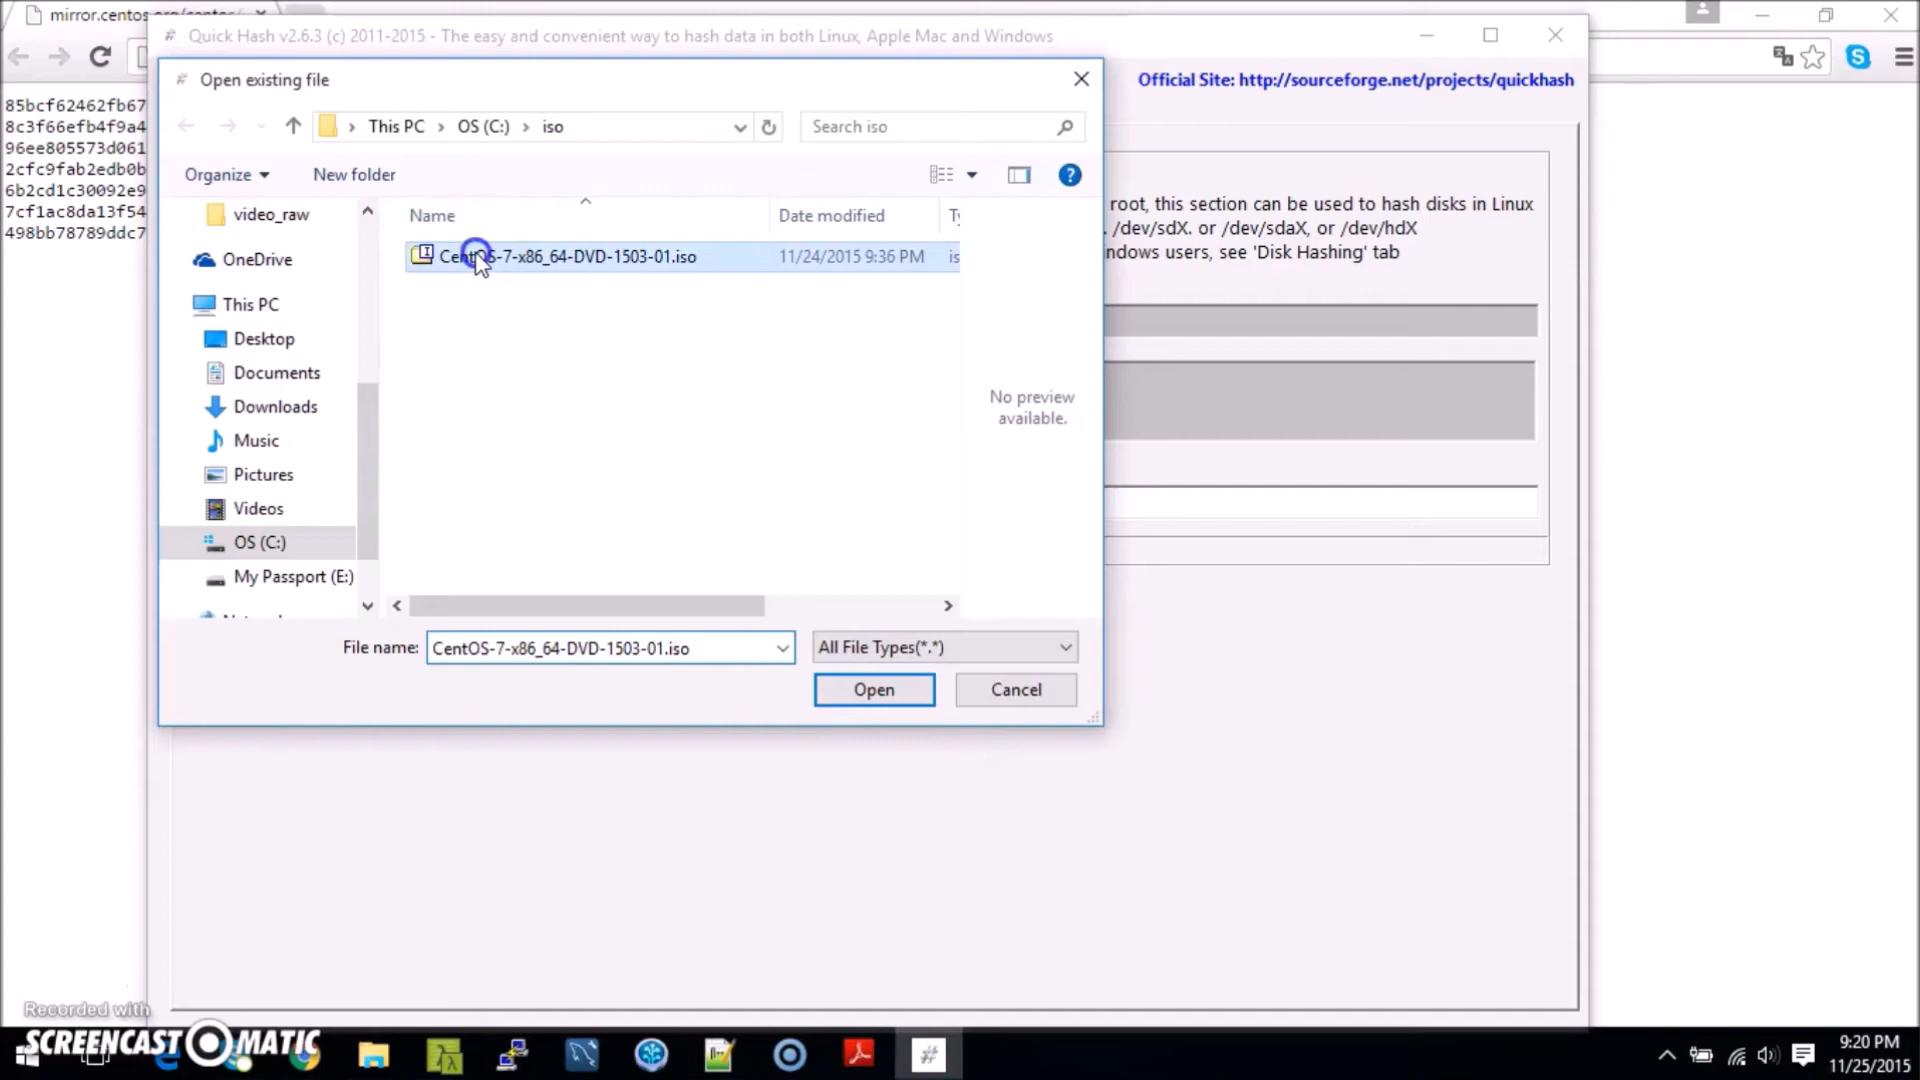 mirror.centos.org/centos/
Quick Hash v2.6.3 (c) 2011-2015 - The easy and convenient way to hash data in both Linux, Apple Mac and Windows
Open existing file
Official Site: http://sourceforge.net/projects/quickhash
85bcf62462fb67
8c3f66efb4f9a4
96ee805573d061
2cfc9fab2edb0b
6b2cd1c30092e9
7cf1ac8da13f54
498bb78789ddc7
This PC > OS (C:) > iso
Search iso
Organize
New folder
root, this section can be used to hash disks in Linux
. /dev/sdX. or /dev/sdaX, or /dev/hdX
ndows users, see 'Disk Hashing' tab
Name
Date modified
Ty
CentOS-7-x86_64-DVD-1503-01.iso
11/24/2015 9:36 PM
is
video_raw
OneDrive
This PC
Desktop
Documents
Downloads
Music
Pictures
Videos
OS (C:)
My Passport (E:)
No preview
available.
File name:
CentOS-7-x86_64-DVD-1503-01.iso
All File Types(*.*)
Open
Cancel
Recorded with
SCREENCAST MATIC
9:20 PM
11/25/2015